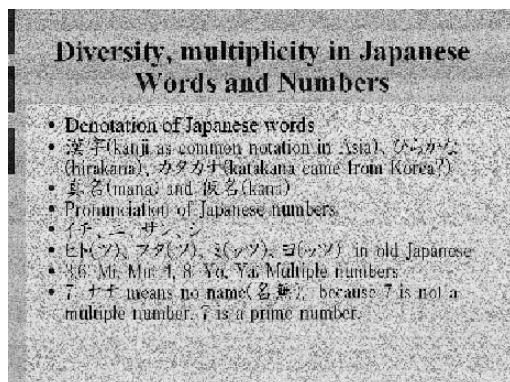 Diversity, multiplicity in Japanese
Words and Numbers
• Denotation of Japanese words
• 漢字(kanji as common notation in Asia)、ひらかな
(hirakana)、カタカナ(katakana came from Korea?)
• 真名(mana) and 仮名(kana)
• Pronunciation of Japanese numbers
• イチ、ニ、サン、シ
• ヒト(ツ)、フタ(ツ)、ミ(ッツ)、ヨ(ッツ) in old Japanese
• 3,6: Mi, Mu: 4, 8: Yo, Ya: Multiple numbers
• 7: ナナ means no name(名無), because 7 is not a
multiple number. 7 is a prime number.